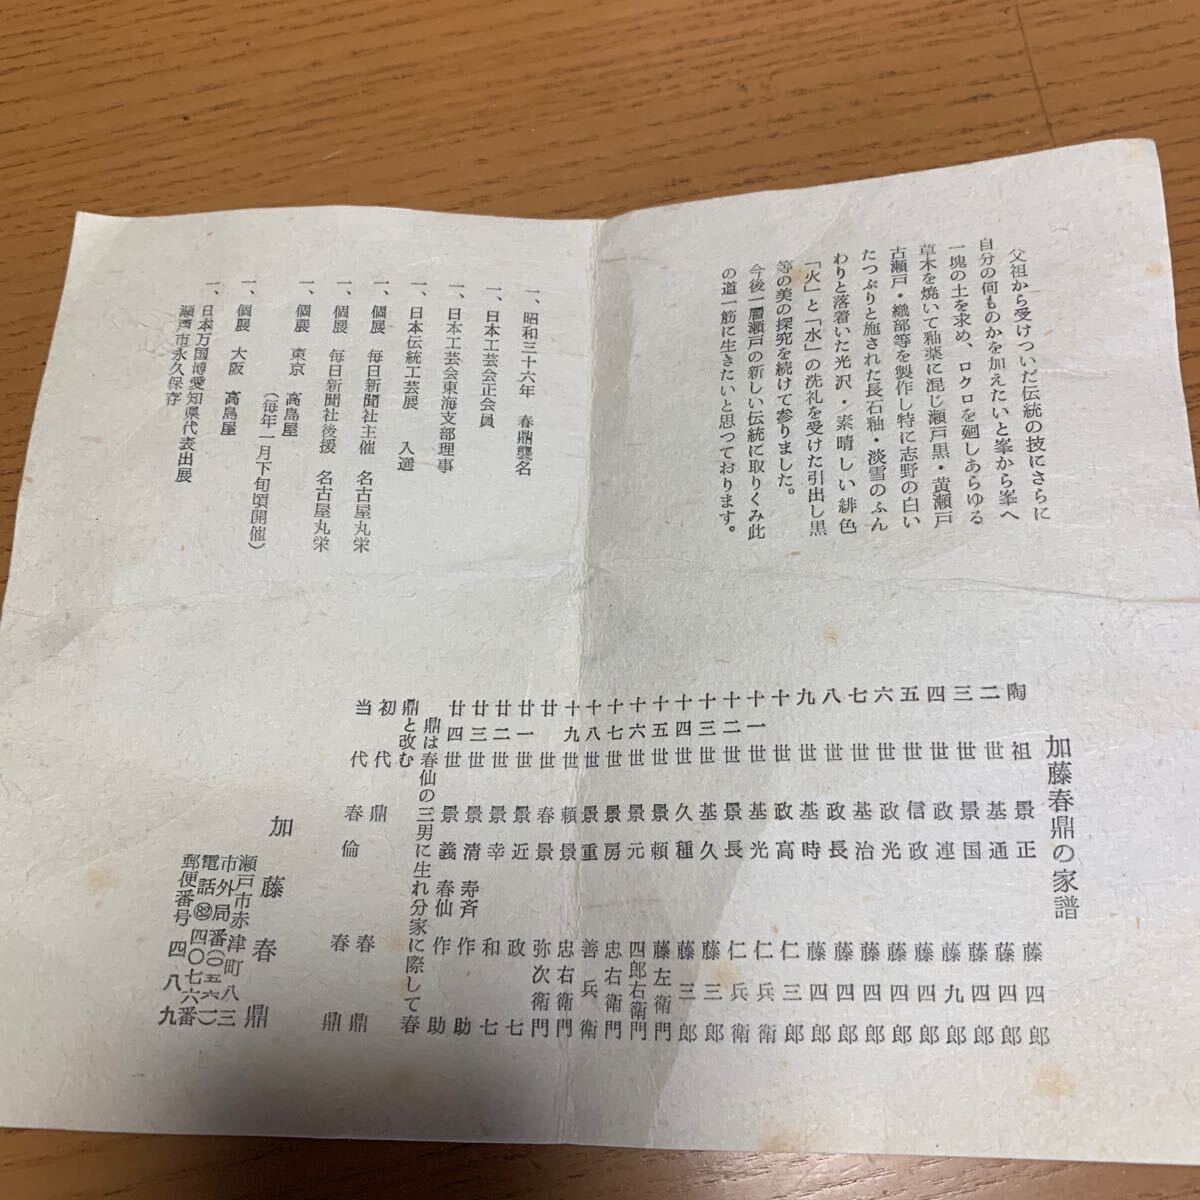 父祖から受けついだ伝統の技にさらに
自分の何ものかを加えたいと峯から峯へ
一塊の土を求め、ロクロを廻しあらゆる
草木を焼いて釉薬に混じ瀬戸黒・黄瀬戸
古瀬戸・織部等を製作し特に志野の白い
たっぷりと施された長石釉・淡雪のふん
わりと落着いた光沢・素晴しい緋色
「火」と「水」の洗礼を受けた引出し黒
等の美の探究を続けて参りました。
今後一層瀬戸の新しい伝統に取りくみ此
の道一筋に生きたいと思つております。
一、昭和三十六年　春鼎襲名
一、日本工芸会正会員
一、日本工芸会東海支部理事
一、日本伝統工芸展　入選
一、個展　毎日新聞社主催　名古屋丸栄
一、個展　毎日新聞社後援　名古屋丸栄
一、個展　東京　高島屋
（毎年一月下旬頃開催）
一、個展　大阪　高島屋
一、日本万国博愛知県代表出展
瀬戸市永久保存
加藤春鼎の家譜
陶祖　景正　藤四郎
二世　基通　藤四郎
三世　景国　藤四郎
四世　政連　藤九郎
五世　信政　藤四郎
六世　政光　藤四郎
七世　基治　藤四郎
八世　政長　藤四郎
九世　基時　藤四郎
十世　政高　仁三郎
十一世　基光　仁兵衛
十二世　景長　仁兵衛
十三世　基久　藤三郎
十四世　久種　藤三郎
十五世　景頼　藤左衛門
十六世　景元　四郎右衛門
十七世　景房　忠右衛門
十八世　景重　善兵衛
十九世　頼景　忠右衛門
廿世　春景　弥次衛門
廿一世　景近　政七
廿二世　景幸　和七
廿三世　景清　寿斉　作助
廿四世　景義　春仙　作助
鼎は春仙の三男に生れ分家に際して春
鼎と改む
初代　鼎　春鼎
当代　春倫　春鼎
加藤春鼎
瀬戸市赤津町八三
市外局番（〇五六一）
電話㉜四〇七六番
郵便番号　四八九